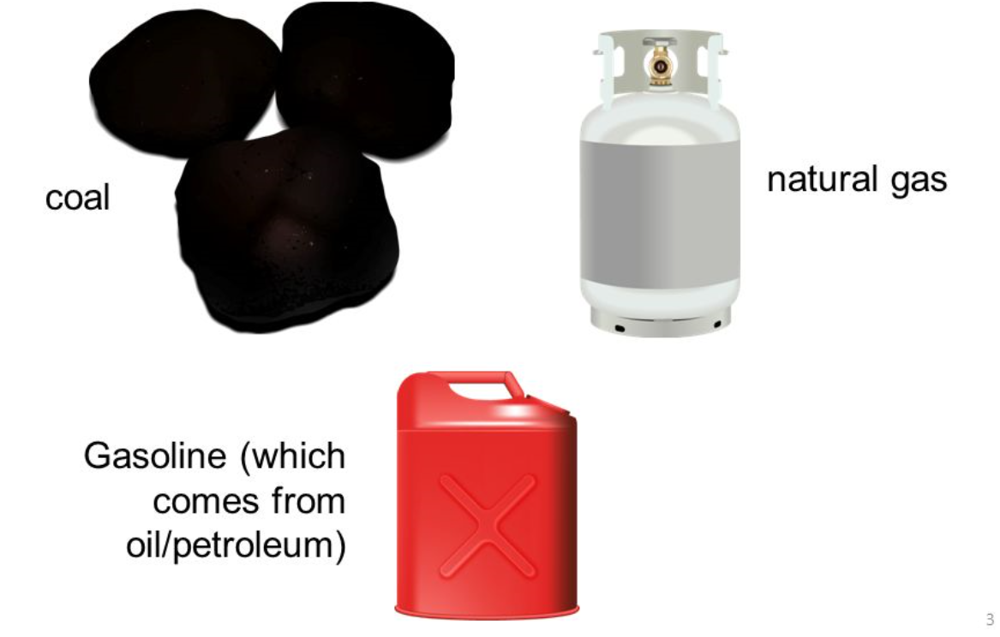 coal
natural gas
Gasoline (which
comes from
oil/petroleum)
3